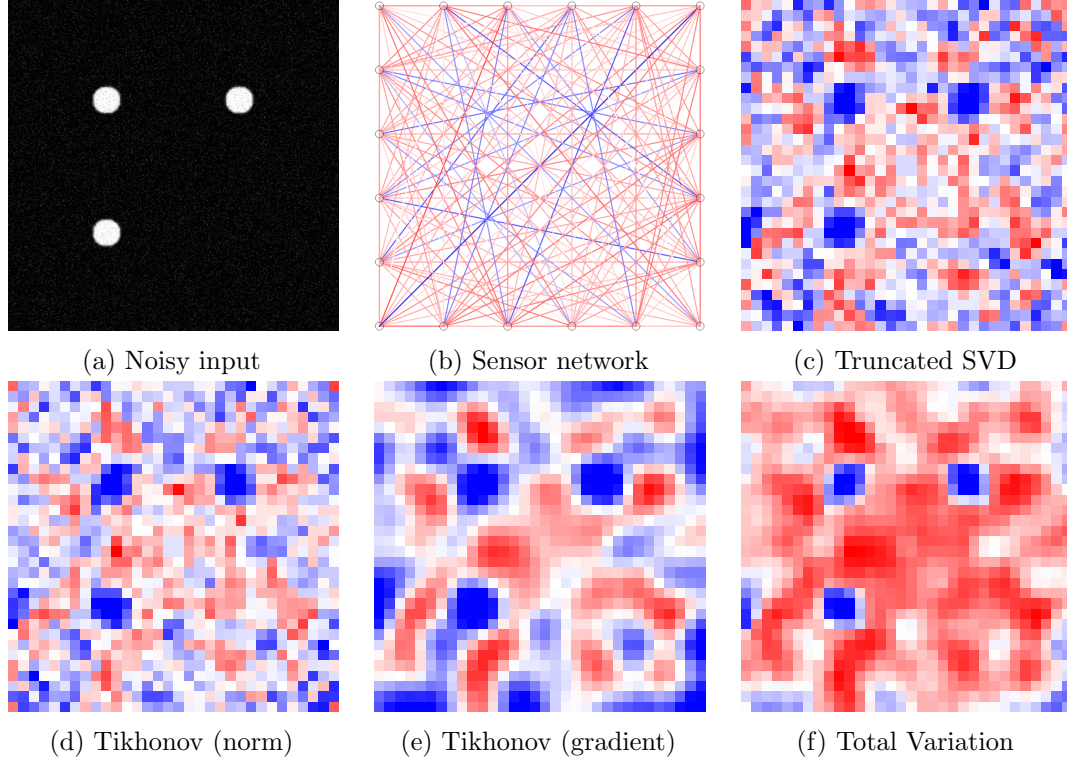 (a) Noisy input
(b) Sensor network
(c) Truncated SVD
(d) Tikhonov (norm)
(e) Tikhonov (gradient)
(f) Total Variation